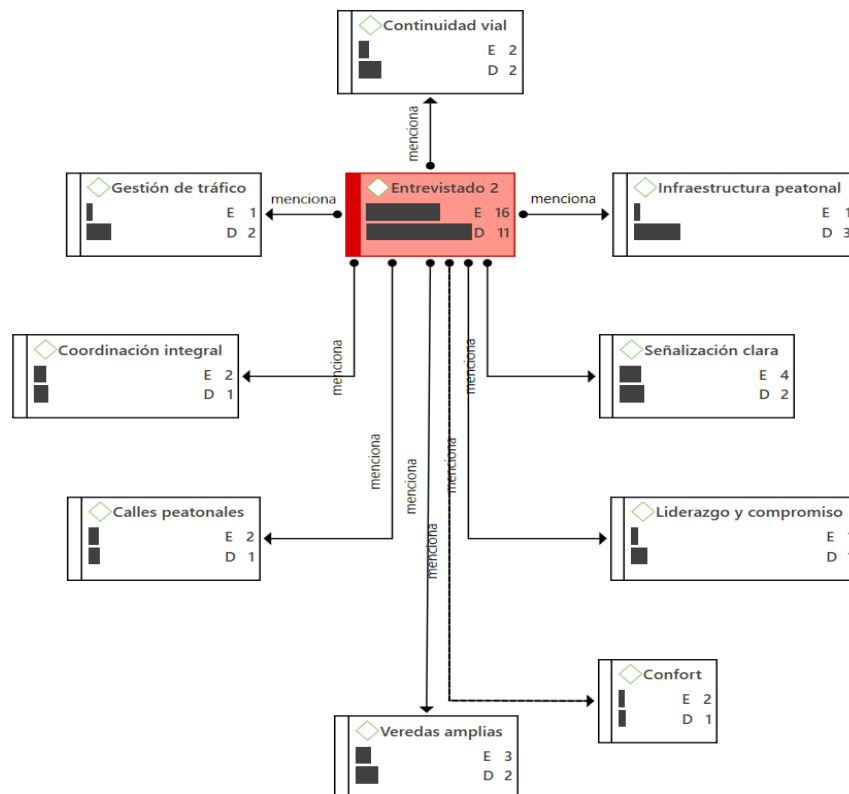 Continuidad vial
E 2
D 2
menciona
Gestión de tráfico
E 1
D 2
menciona
Entrevistado 2
E 16
D 11
menciona
Infraestructura peatonal
E 1
D 3
Coordinación integral
E 2
D 1
menciona
menciona
menciona
Señalización clara
E 4
D 2
menciona
menciona
menciona
Calles peatonales
E 2
D 1
menciona
Liderazgo y compromiso
E
D
Confort
E 2
D 1
Veredas amplias
E 3
D 2